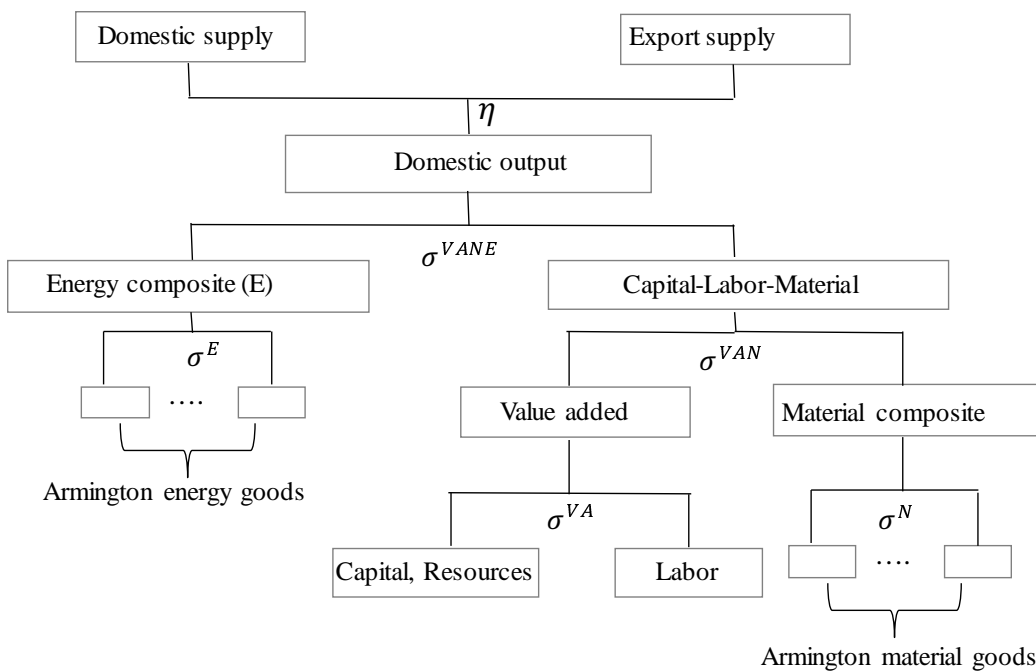 Domestic supply
Export supply
η
Domestic output
σ^VANE
Energy composite (E)
Capital-Labor-Material
σ^E
σ^VAN
....
Value added
Material composite
Armington energy goods
σ^VA
σ^N
Capital, Resources
Labor
....
Armington material goods